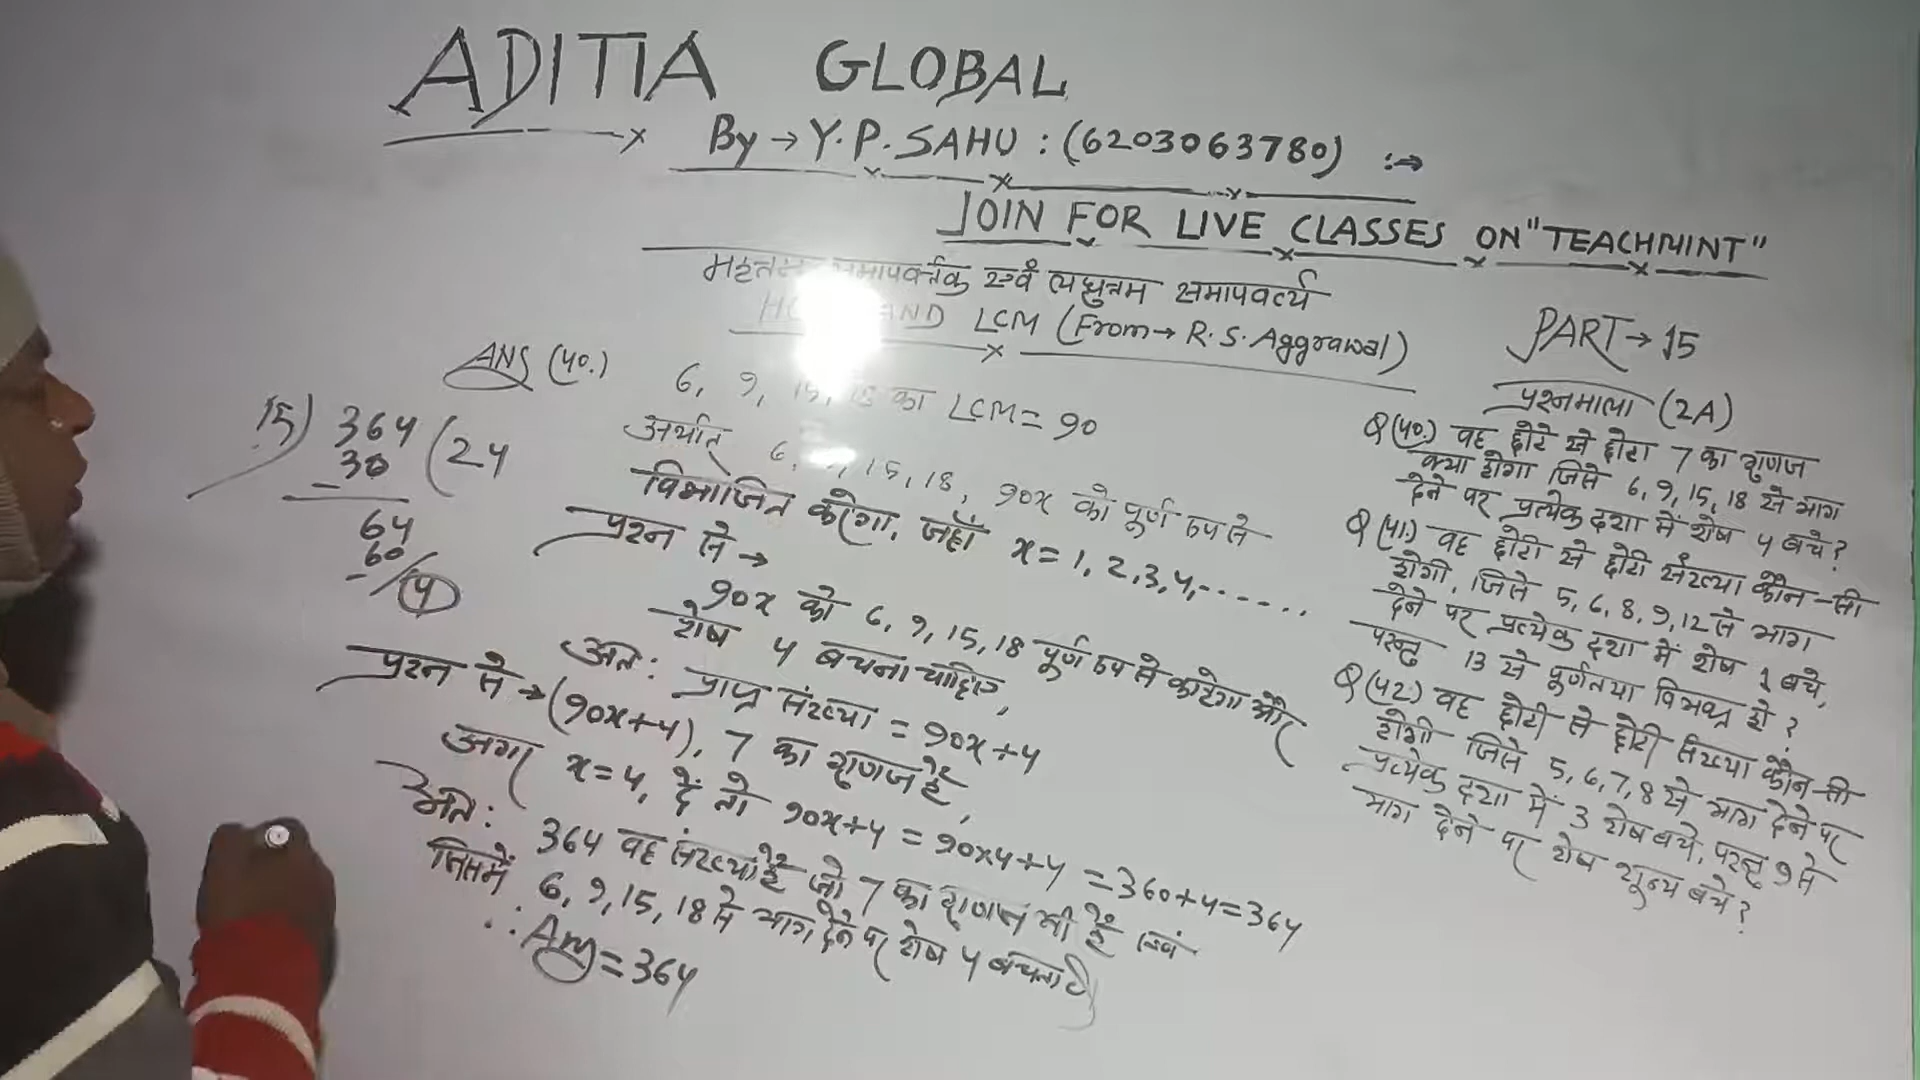 ADITIA GLOBAL
By → Y.P.SAHU : (6203063780) :→
JOIN FOR LIVE CLASSES ON "TEACHMINT"
समापवर्तक एवं लघुतम समापवर्त्य
AND LCM (From → R.S.Aggrawal)
PART → 15
ANS (40.)
6, 9, 15, 18 का LCM = 90
अर्थात् 6, 9, 15, 18, 90x को पूर्ण रूप से
विभाजित करेगा, जहाँ x = 1, 2, 3, 4, ......
प्रश्न से →
90x को 6, 9, 15, 18 पूर्ण रूप से काटेगा और
शेष 4 बचना चाहिए,
अत: प्राप्त संख्या = 90x+4
प्रश्न से → (90x+4), 7 का गुणज है,
अगर x = 4, दें तो 90x+4 = 90x4+4 = 360+4 = 364
अत: 364 वह संख्या है जो 7 का गुणज भी है एवं
जिसमें 6, 9, 15, 18 से भाग देने पर शेष 4 बचता है
∴ Ans = 364
15) 364 (24
-30
64
-60
4
प्रश्नमाला (2A)
Q(40.) वह छोटे से छोटा 7 का गुणज
क्या होगा जिसे 6, 9, 15, 18 से भाग
देने पर प्रत्येक दशा में शेष 4 बचे?
Q(41.) वह छोटी से छोटी संख्या कौन-सी
होगी, जिसे 5, 6, 8, 9, 12 से भाग
देने पर प्रत्येक दशा में शेष 1 बचे,
परन्तु 13 से पूर्णतया विभक्त हो?
Q(42.) वह छोटी से छोटी संख्या कौन-सी
होगी जिसे 5, 6, 7, 8 से भाग देने पर
प्रत्येक दशा में 3 शेष बचे, परन्तु 9 से
भाग देने पर शेष शून्य बचे?